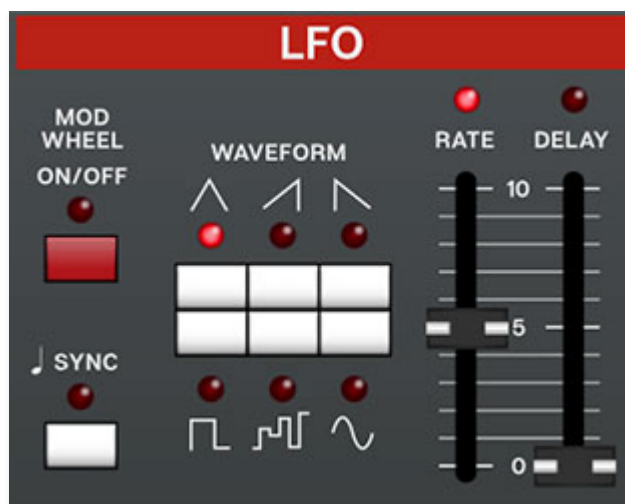 LFO
MOD
WHEEL
ON/OFF
WAVEFORM
RATE
DELAY
10
5
0
SYNC